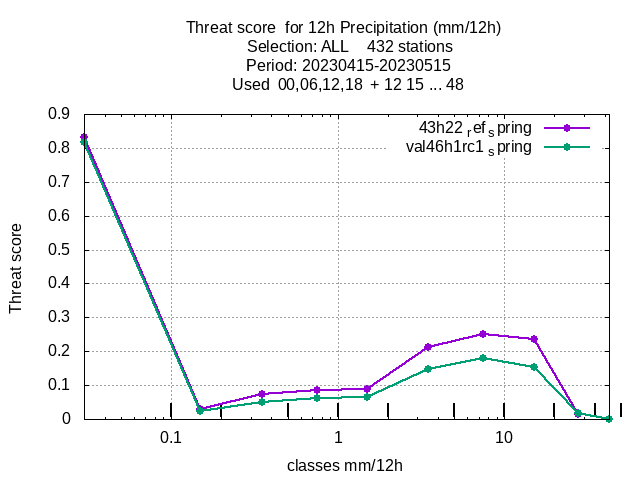 Threat score  for 12h Precipitation (mm/12h)
Selection: ALL    432 stations
Period: 20230415-20230515
Used  00,06,12,18  + 12 15 ... 48
43h22 ref spring
val46h1rc1 spring
0.9
0.8
0.7
0.6
0.5
0.4
0.3
0.2
0.1
0
Threat score
0.1 1 10
classes mm/12h